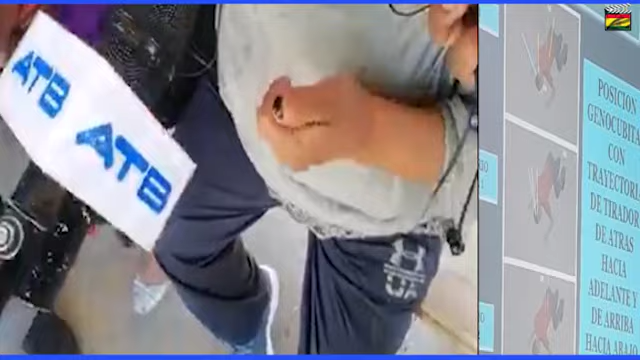 ATB
ATB
UA
POSICION
GENOCUBITAL
CON
TRAYECTORIA
DE TIRADOR
DE ATRAS
HACIA
ADELANTE Y
DE ARRIBA
HACIA ABAJO